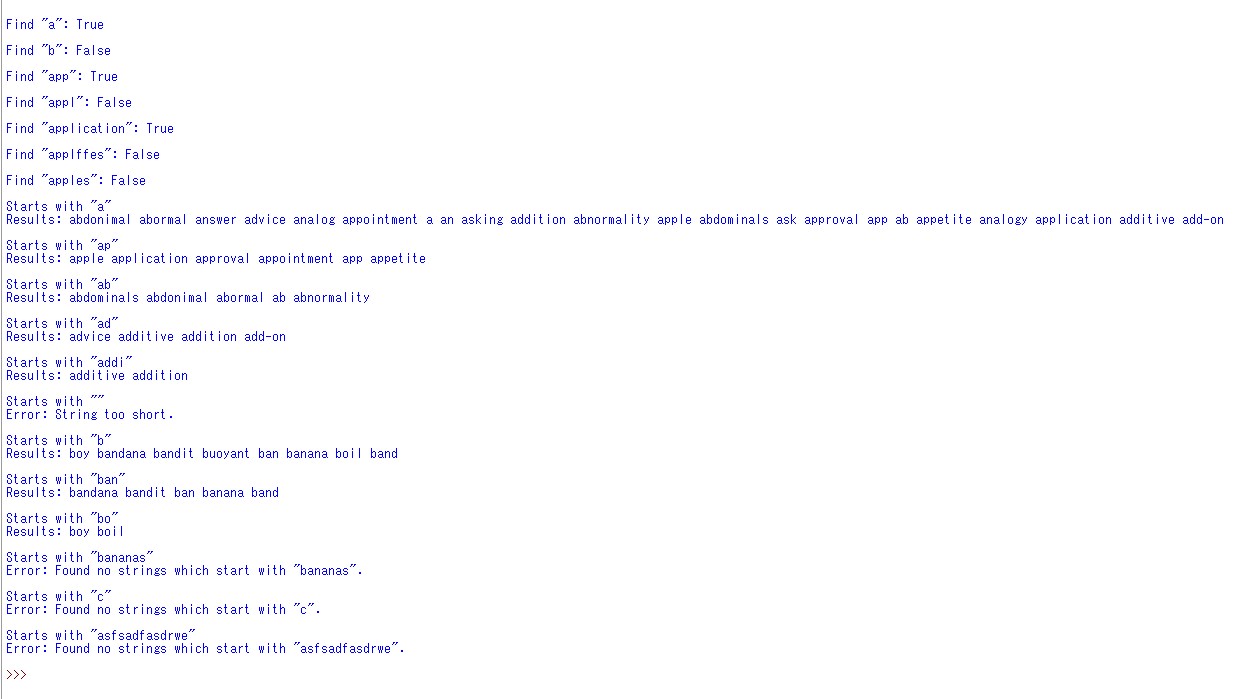 Find "a": True
Find "b": False
Find "app": True
Find "appl": False
Find "application": True
Find "applffes": False
Find "apples": False
Starts with "a"
Results: abdonimal abormal answer advice analog appointment a an asking addition abnormality apple abdominals ask approval app ab appetite analogy application additive add-on
Starts with "ap"
Results: apple application approval appointment app appetite
Starts with "ab"
Results: abdominals abdonimal abormal ab abnormality
Starts with "ad"
Results: advice additive addition add-on
Starts with "addi"
Results: additive addition
Starts with ""
Error: String too short.
Starts with "b"
Results: boy bandana bandit buoyant ban banana boil band
Starts with "ban"
Results: bandana bandit ban banana band
Starts with "bo"
Results: boy boil
Starts with "bananas"
Error: Found no strings which start with "bananas".
Starts with "c"
Error: Found no strings which start with "c".
Starts with "asfsadfasdrwe"
Error: Found no strings which start with "asfsadfasdrwe".
>>>